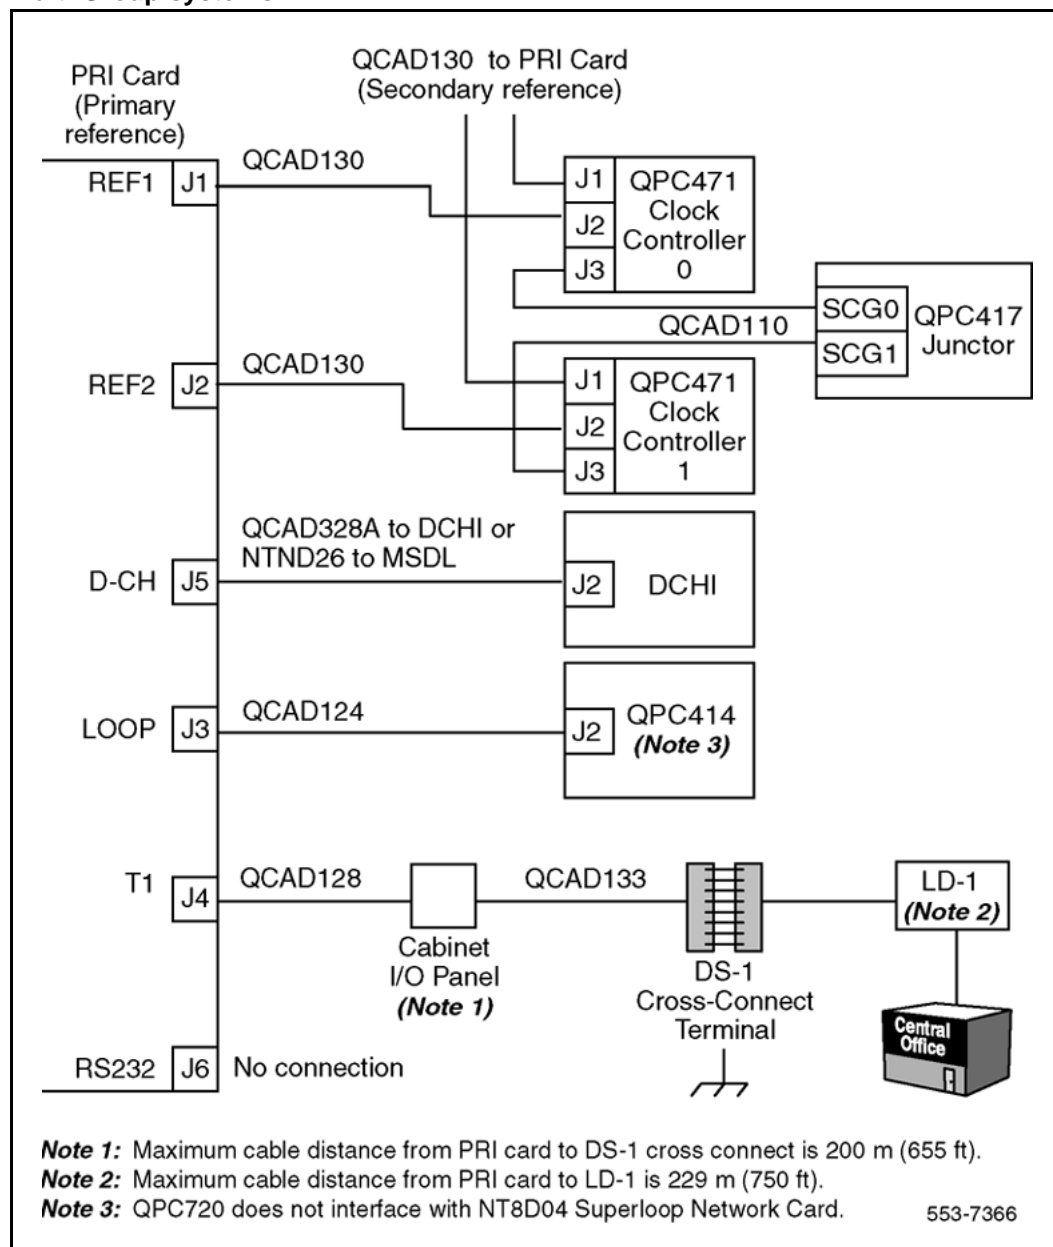 PRI Card
(Primary
reference)
QCAD130 to PRI Card
(Secondary reference)
REF1 J1
QCAD130
J1
J2
J3
QPC471
Clock
Controller
0
SCG0
SCG1
QPC417
Junctor
QCAD110
REF2 J2
QCAD130
J1
J2
J3
QPC471
Clock
Controller
1
QCAD328A to DCHI or
NTND26 to MSDL
D-CH J5
J2 DCHI
LOOP J3
QCAD124
J2
QPC414
(Note 3)
T1 J4
QCAD128
Cabinet
I/O Panel
(Note 1)
QCAD133
DS-1
Cross-Connect
Terminal
LD-1
(Note 2)
Central
Office
RS232 J6 No connection
Note 1: Maximum cable distance from PRI card to DS-1 cross connect is 200 m (655 ft).
Note 2: Maximum cable distance from PRI card to LD-1 is 229 m (750 ft).
Note 3: QPC720 does not interface with NT8D04 Superloop Network Card.
553-7366